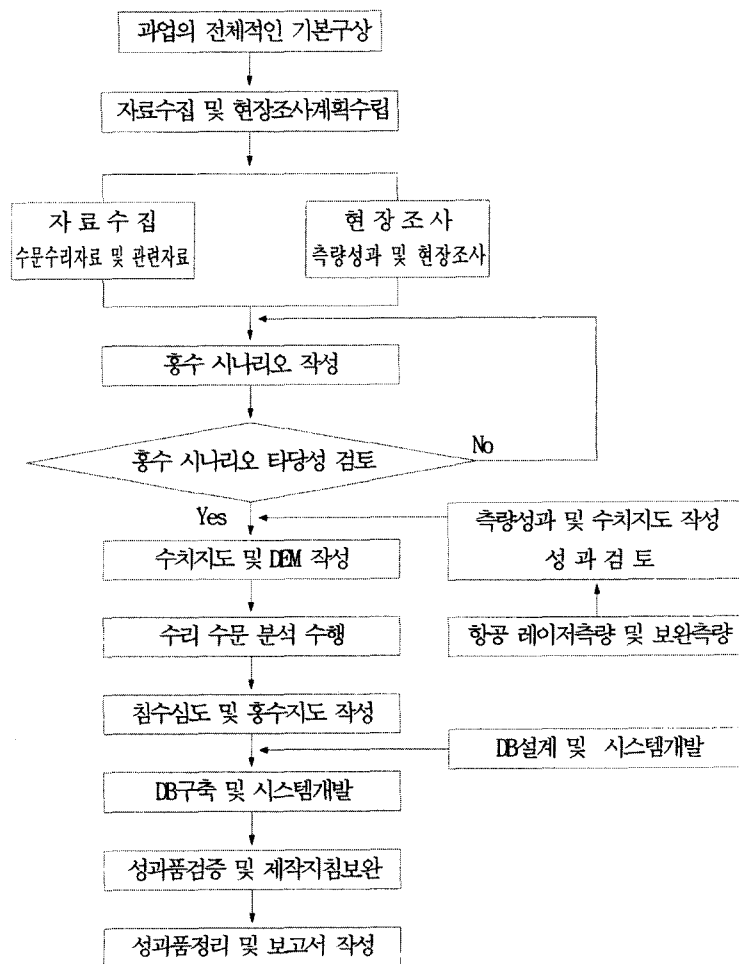 과업의 전체적인 기본구상
자료수집 및 현장조사계획수립
자 료 수 집
수문수리자료 및 관련자료
현 장 조 사
측량성과 및 현장조사
홍수 시나리오 작성
홍수 시나리오 타당성 검토
No
Yes
측량성과 및 수치지도 작성
성 과 검 토
수치지도 및 DEM 작성
수리 수문 분석 수행
항공 레이저측량 및 보완측량
침수심도 및 홍수지도 작성
DB설계 및 시스템개발
DB구축 및 시스템개발
성과품검증 및 제작지침보완
성과품정리 및 보고서 작성